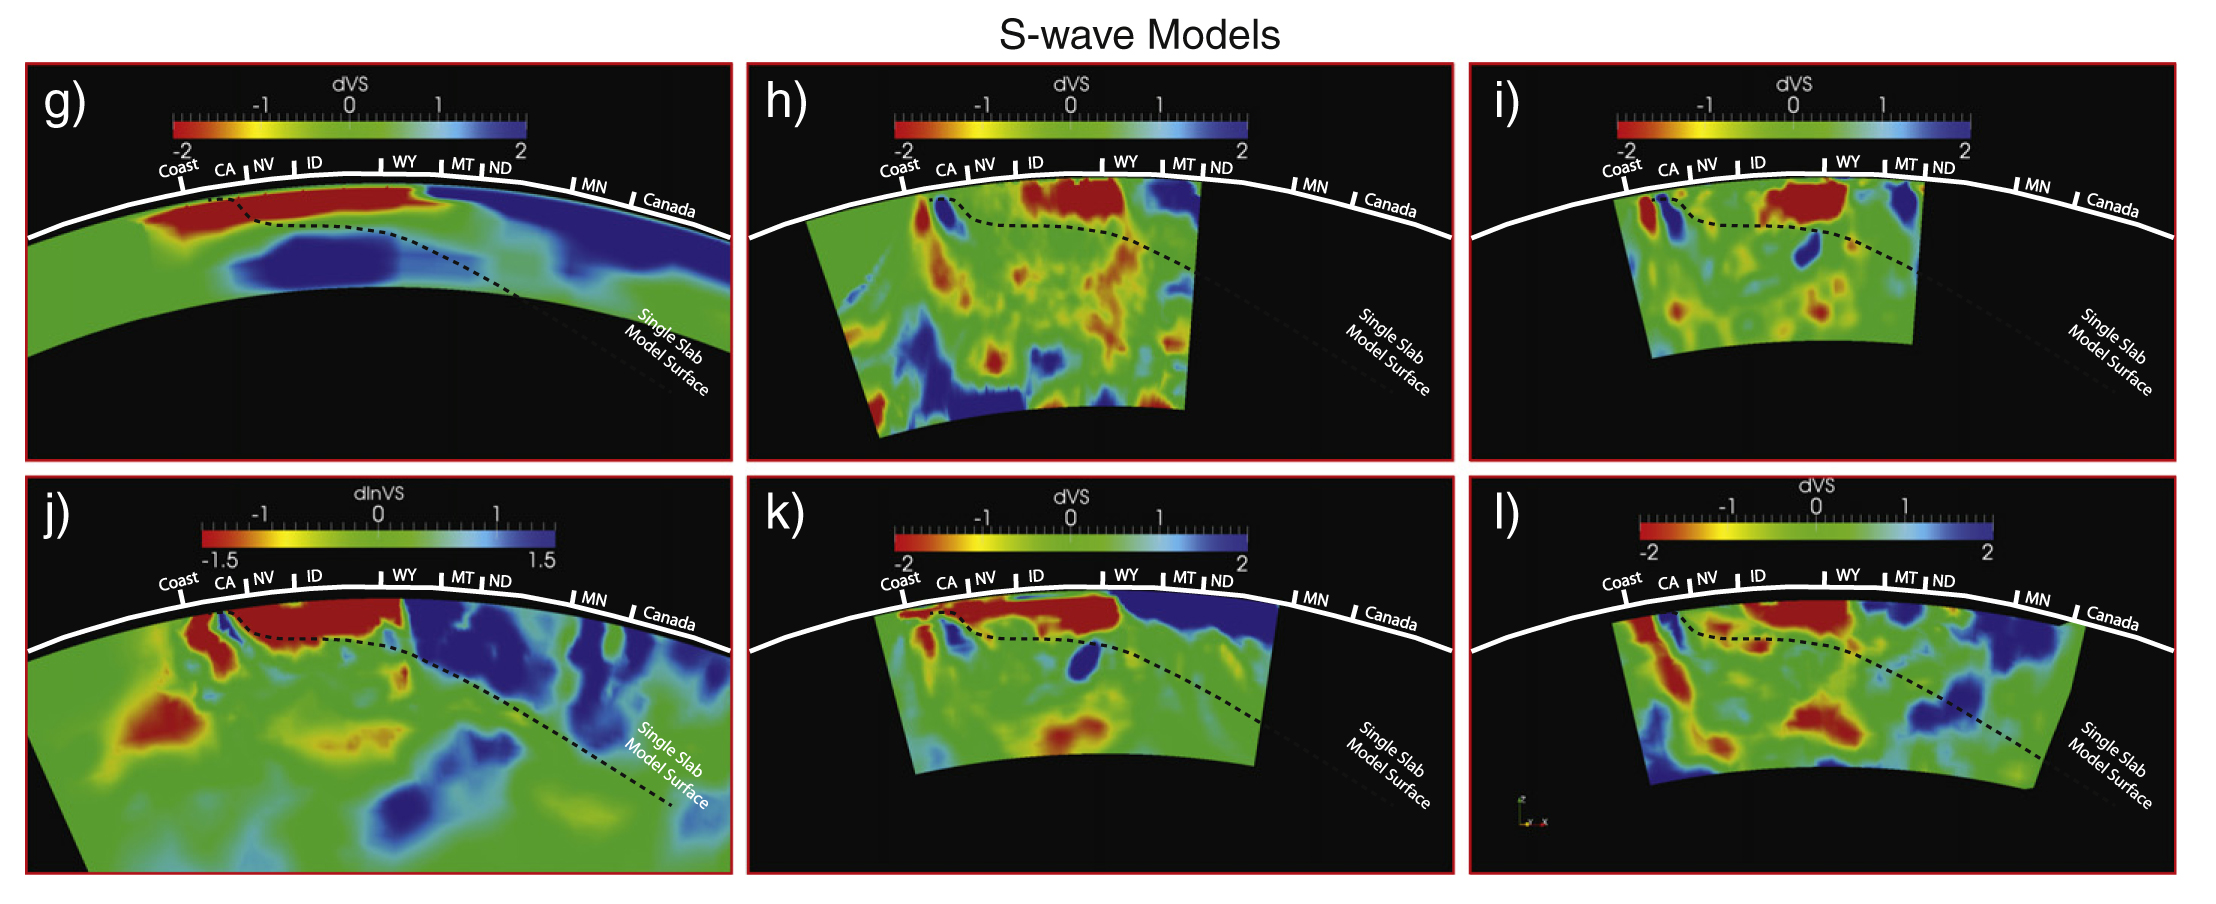 S-wave Models
g)
dVS
-1 0 1
-2 2
Coast CA NV ID WY MT ND MN Canada
Single Slab
Model Surface
h)
dVS
-1 0 1
-2 2
Coast CA NV ID WY MT ND MN Canada
Single Slab
Model Surface
i)
dVS
-1 0 1
-2 2
Coast CA NV ID WY MT ND MN Canada
Single Slab
Model Surface
j)
dlnVS
-1 0 1
-1.5 1.5
Coast CA NV ID WY MT ND MN Canada
Single Slab
Model Surface
k)
dVS
-1 0 1
-2 2
Coast CA NV ID WY MT ND MN Canada
Single Slab
Model Surface
l)
dVS
-1 0 1
-2 2
Coast CA NV ID WY MT ND MN Canada
Single Slab
Model Surface